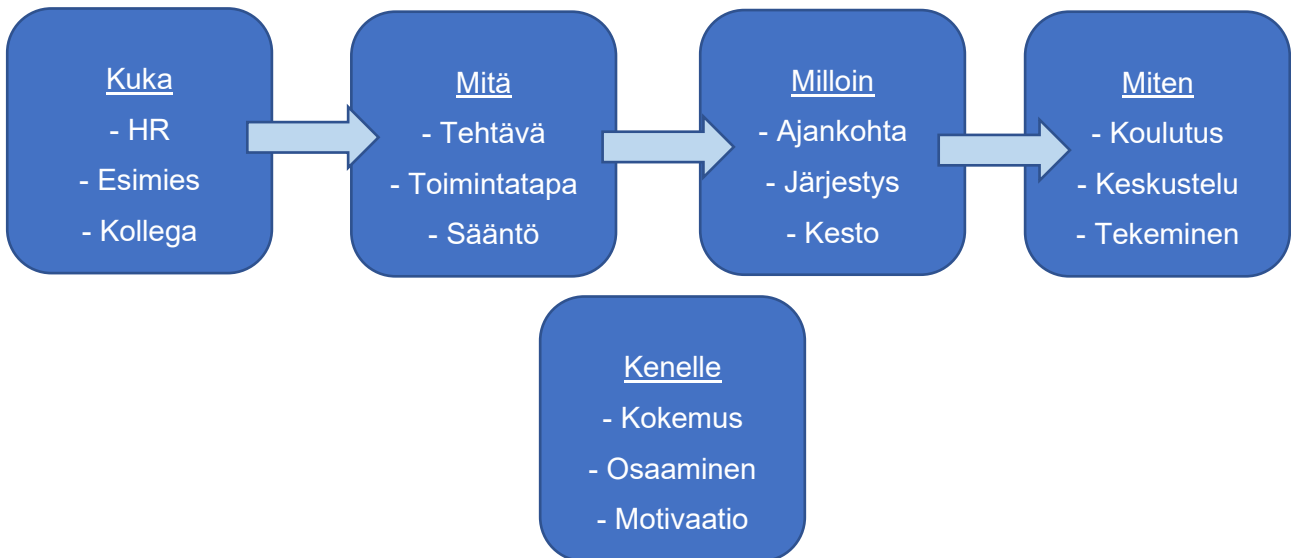 Kuka
- HR
- Esimies
- Kollega
Mitä
- Tehtävä
- Toimintatapa
- Sääntö
Milloin
- Ajankohta
- Järjestys
- Kesto
Miten
- Koulutus
- Keskustelu
- Tekeminen
Kenelle
- Kokemus
- Osaaminen
- Motivaatio